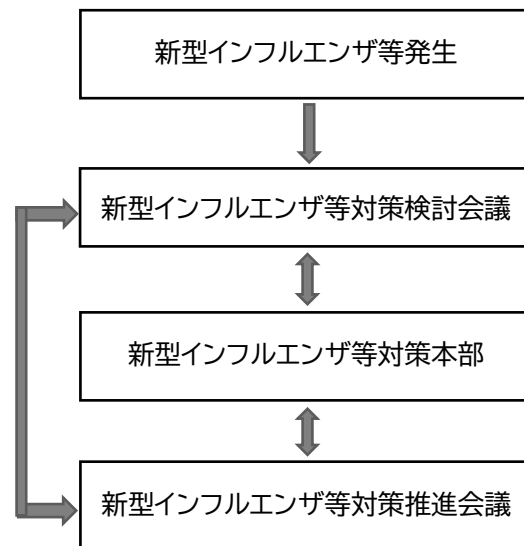 新型インフルエンザ等発生
新型インフルエンザ等対策検討会議
新型インフルエンザ等対策本部
新型インフルエンザ等対策推進会議